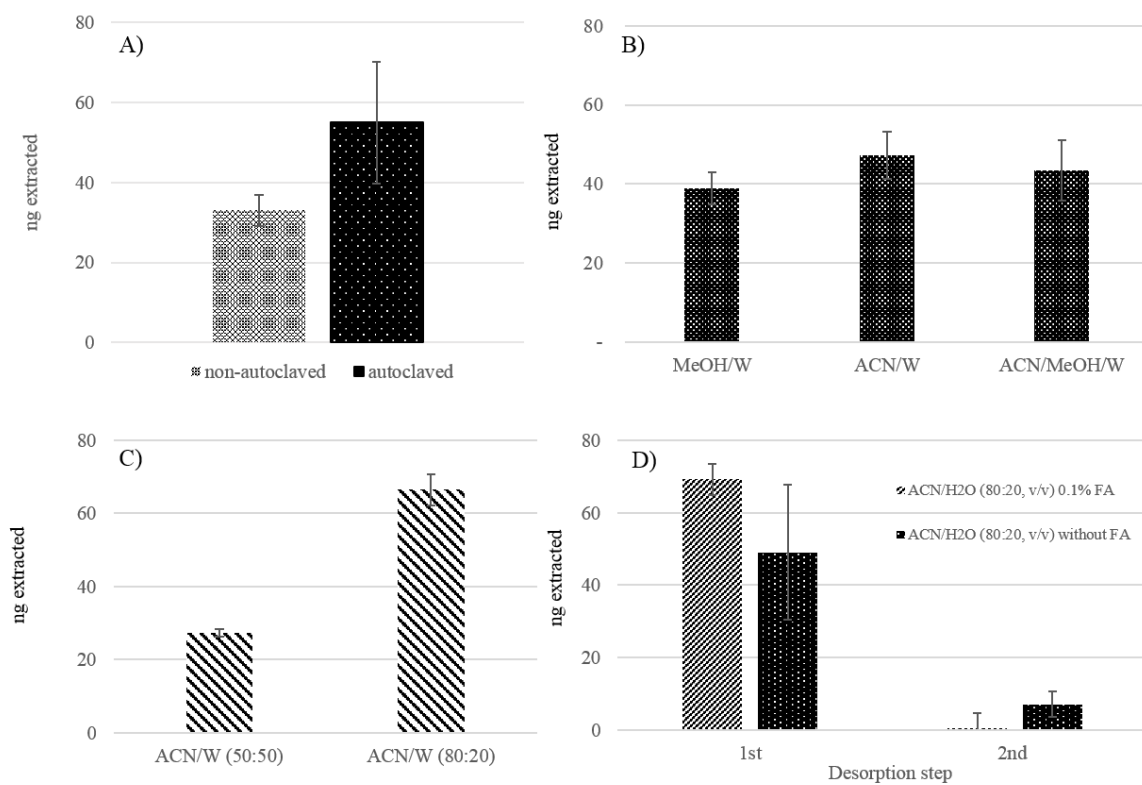 A)
80
60
40
20
0
ng extracted
non-autoclaved autoclaved
B)
80
60
40
20
-
ng extracted
MeOH/W ACN/W ACN/MeOH/W
C)
80
60
40
20
0
ng extracted
ACN/W (50:50) ACN/W (80:20)
D)
80
60
40
20
0
ng extracted
ACN/H2O (80:20, v/v) 0.1% FA
ACN/H2O (80:20, v/v) without FA
1st 2nd
Desorption step